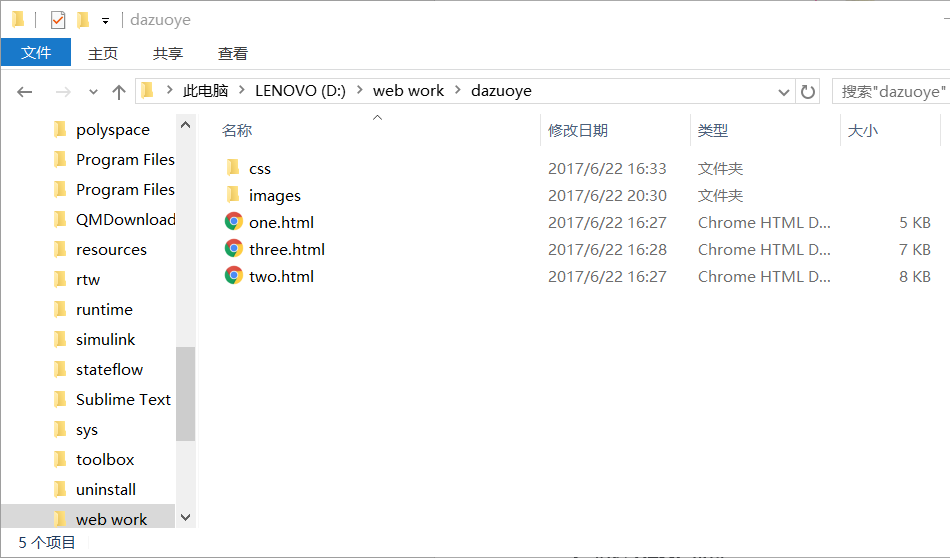 dazuoye
文件 主页 共享 查看
此电脑 LENOVO (D:) web work dazuoye 搜索"dazuoye"
名称 修改日期 类型 大小
polyspace
Program Files
Program Files
QMDownload
resources
rtw
runtime
simulink
stateflow
Sublime Text
sys
toolbox
uninstall
web work
css 2017/6/22 16:33 文件夹
images 2017/6/22 20:30 文件夹
one.html 2017/6/22 16:27 Chrome HTML D... 5 KB
three.html 2017/6/22 16:28 Chrome HTML D... 7 KB
two.html 2017/6/22 16:27 Chrome HTML D... 8 KB
5 个项目